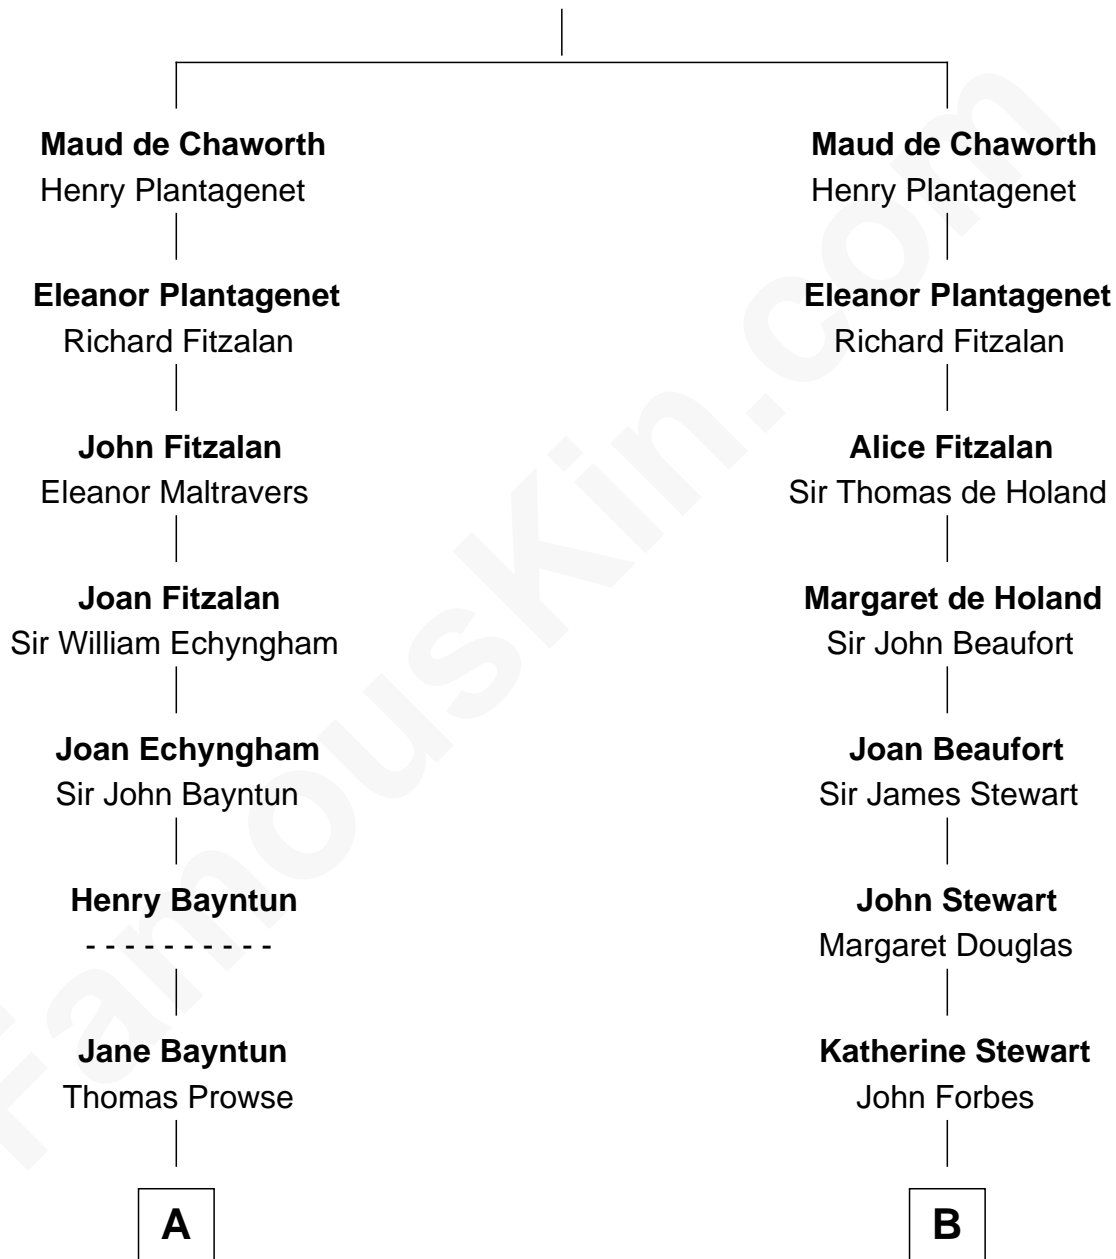 Maud de Chaworth
Henry Plantagenet
Eleanor Plantagenet
Richard Fitzalan
John Fitzalan
Eleanor Maltravers
Joan Fitzalan
Sir William Echyngham
Joan Echyngham
Sir John Bayntun
Henry Bayntun
- - - - - - - - - -
Jane Bayntun
Thomas Prowse
A
Maud de Chaworth
Henry Plantagenet
Eleanor Plantagenet
Richard Fitzalan
Alice Fitzalan
Sir Thomas de Holand
Margaret de Holand
Sir John Beaufort
Joan Beaufort
Sir James Stewart
John Stewart
Margaret Douglas
Katherine Stewart
John Forbes
B
FamousKin.com